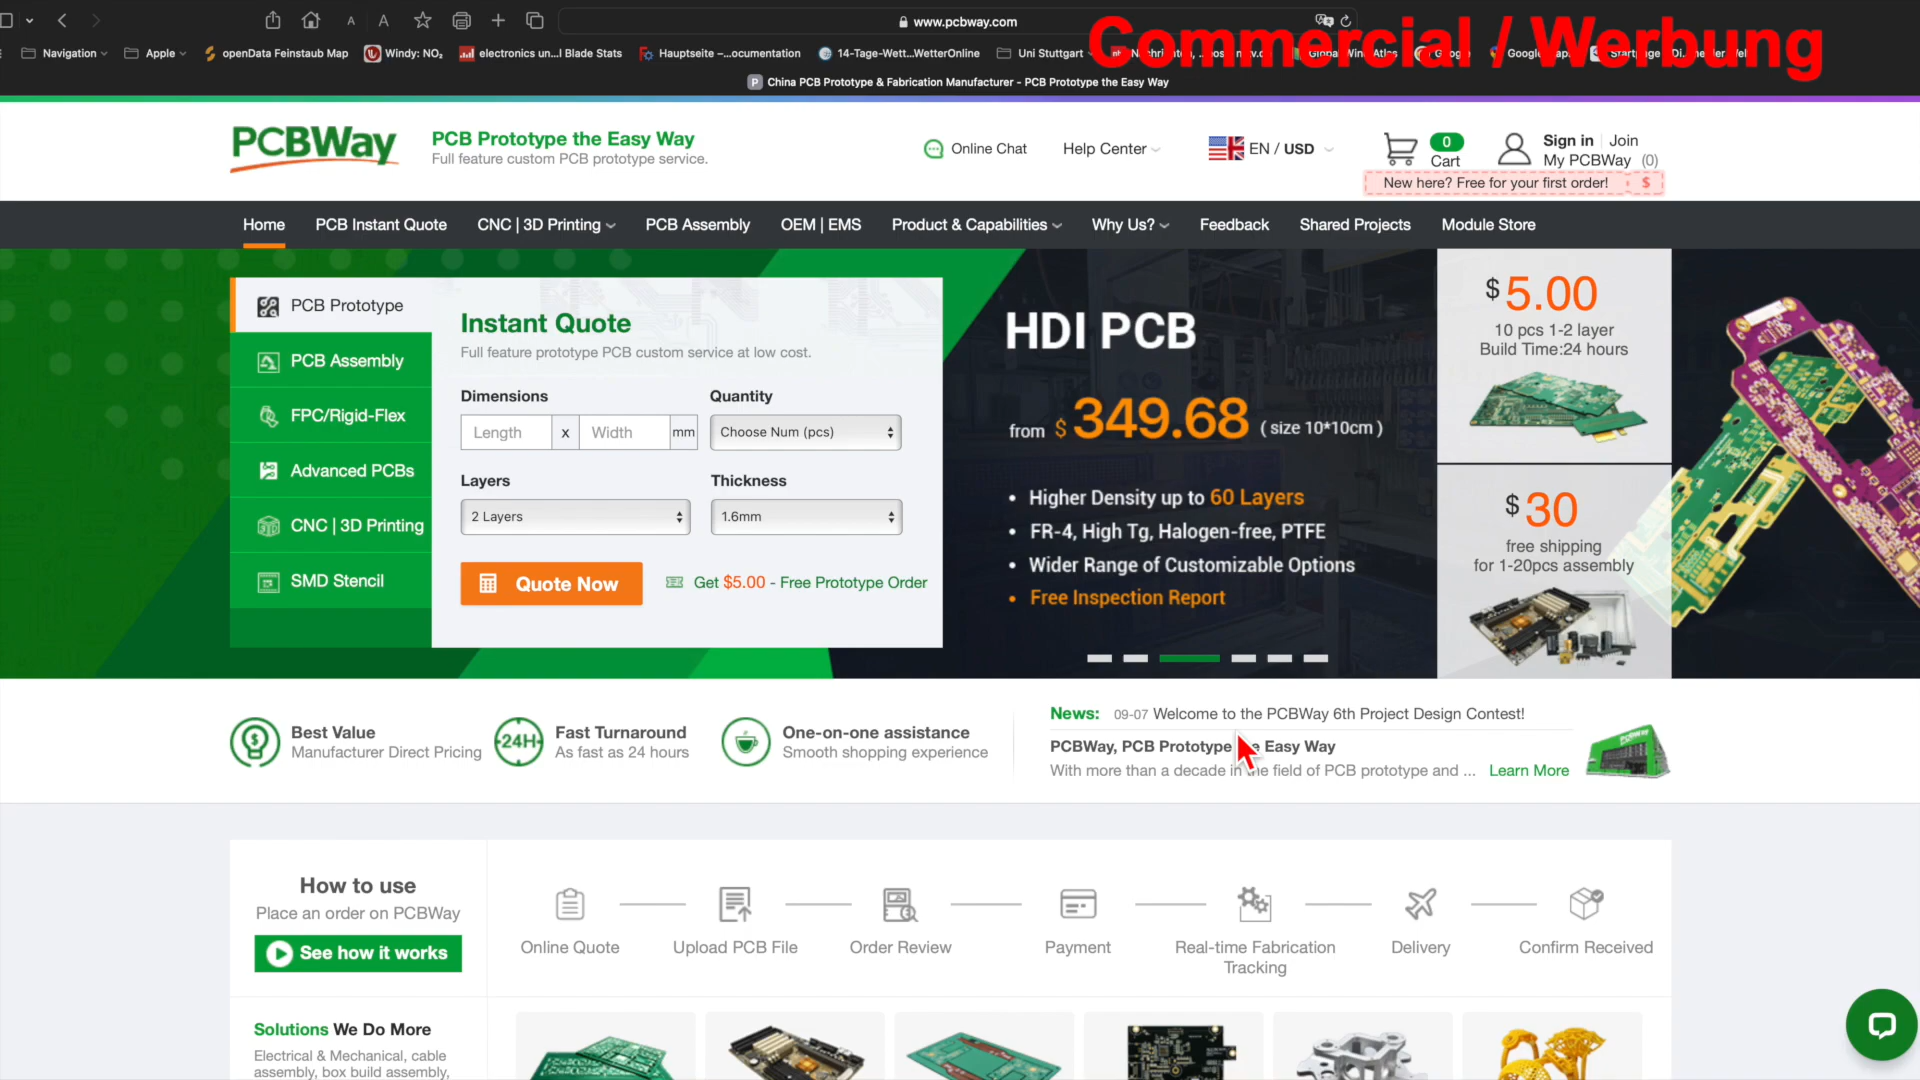 www.pcbway.com
Commercial / Werbung
Navigation
Apple
openData Feinstaub Map
Windy: NO₂
electronics un...l Blade Stats
Hauptseite –...ocumentation
14-Tage-Wett...WetterOnline
Uni Stuttgart
China PCB Prototype & Fabrication Manufacturer - PCB Prototype the Easy Way
PCBWay
PCB Prototype the Easy Way
Full feature custom PCB prototype service.
Online Chat
Help Center
EN / USD
0
Cart
Sign in
Join
My PCBWay (0)
New here? Free for your first order! $
Home
PCB Instant Quote
CNC | 3D Printing
PCB Assembly
OEM | EMS
Product & Capabilities
Why Us?
Feedback
Shared Projects
Module Store
PCB Prototype
PCB Assembly
FPC/Rigid-Flex
Advanced PCBs
CNC | 3D Printing
SMD Stencil
Instant Quote
Full feature prototype PCB custom service at low cost.
Dimensions
Quantity
Length x Width mm
Choose Num (pcs)
Layers
Thickness
2 Layers
1.6mm
Quote Now
Get $5.00 - Free Prototype Order
HDI PCB
from $ 349.68 ( size 10*10cm )
• Higher Density up to 60 Layers
• FR-4, High Tg, Halogen-free, PTFE
• Wider Range of Customizable Options
• Free Inspection Report
$ 5.00
10 pcs 1-2 layer
Build Time:24 hours
$ 30
free shipping
for 1-20pcs assembly
Best Value
Manufacturer Direct Pricing
24H
Fast Turnaround
As fast as 24 hours
One-on-one assistance
Smooth shopping experience
News: 09-07 Welcome to the PCBWay 6th Project Design Contest!
PCBWay, PCB Prototype Easy Way
With more than a decade in field of PCB prototype and ... Learn More
How to use
Place an order on PCBWay
See how it works
Online Quote
Upload PCB File
Order Review
Payment
Real-time Fabrication
Tracking
Delivery
Confirm Received
Solutions We Do More
Electrical & Mechanical, cable
assembly, box build assembly,